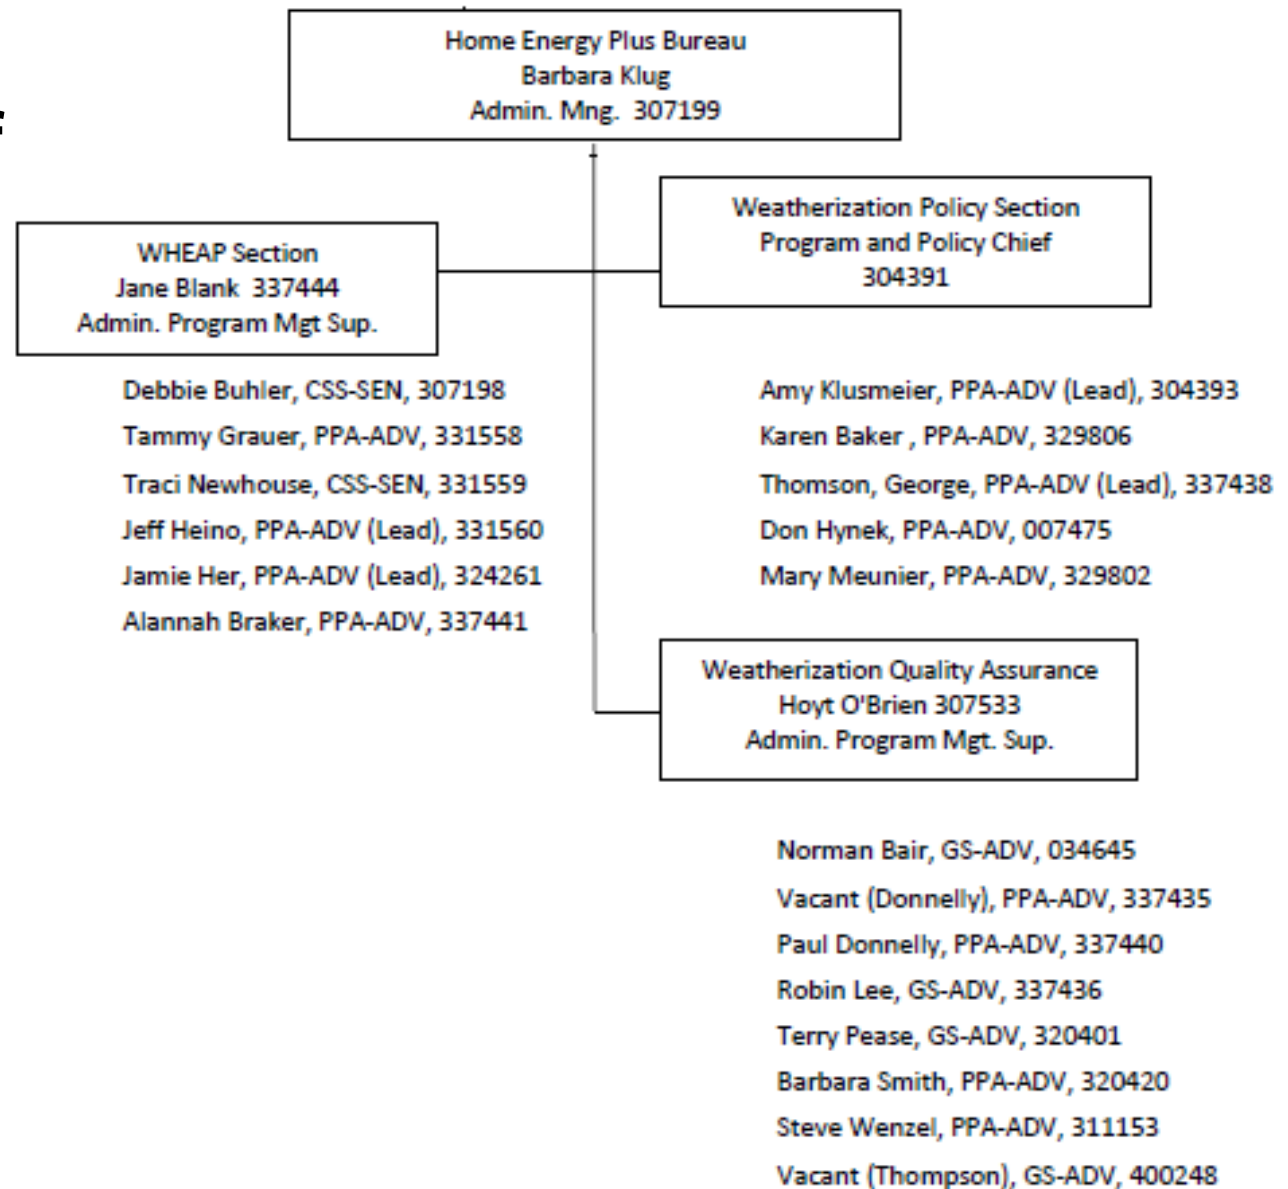 Home Energy Plus Bureau
Barbara Klug
Admin. Mng. 307199
WHEAP Section
Jane Blank 337444
Admin. Program Mgt Sup.
Debbie Buhler, CSS-SEN, 307198
Tammy Grauer, PPA-ADV, 331558
Traci Newhouse, CSS-SEN, 331559
Jeff Heino, PPA-ADV (Lead), 331560
Jamie Her, PPA-ADV (Lead), 324261
Alannah Braker, PPA-ADV, 337441
Weatherization Policy Section
Program and Policy Chief
304391
Amy Klusmeier, PPA-ADV (Lead), 304393
Karen Baker , PPA-ADV, 329806
Thomson, George, PPA-ADV (Lead), 337438
Don Hynek, PPA-ADV, 007475
Mary Meunier, PPA-ADV, 329802
Weatherization Quality Assurance
Hoyt O'Brien 307533
Admin. Program Mgt. Sup.
Norman Bair, GS-ADV, 034645
Vacant (Donnelly), PPA-ADV, 337435
Paul Donnelly, PPA-ADV, 337440
Robin Lee, GS-ADV, 337436
Terry Pease, GS-ADV, 320401
Barbara Smith, PPA-ADV, 320420
Steve Wenzel, PPA-ADV, 311153
Vacant (Thompson), GS-ADV, 400248